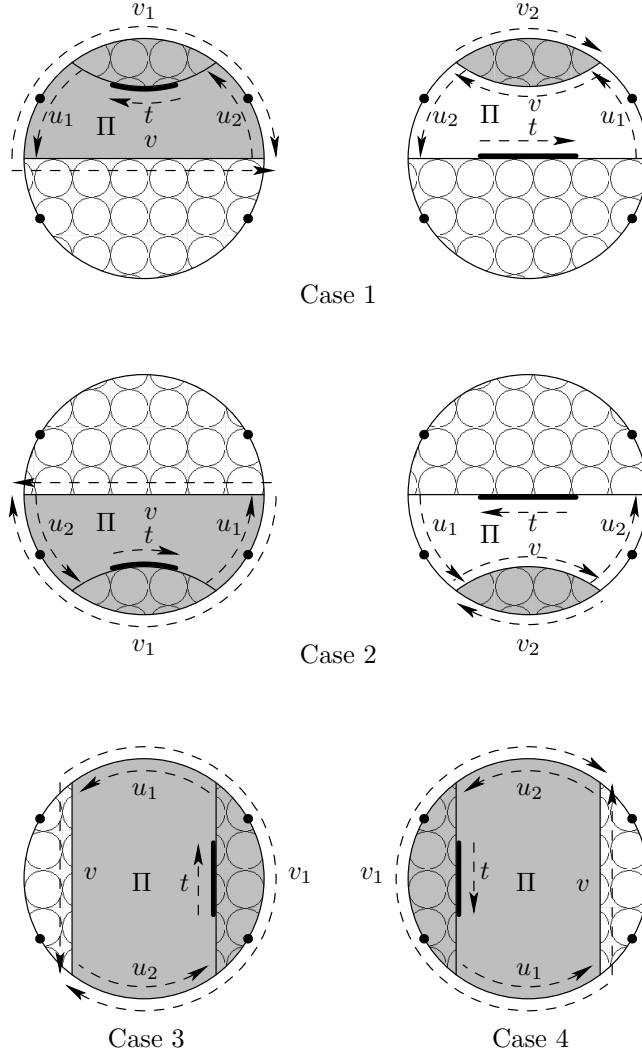 v₁ v₂
u₁ Π t v u₂ u₂ Π v t u₁
Case 1
u₂ Π v t u₁ u₁ Π t v u₂
v₁ v₂
Case 2
u₁ u₂
v Π t v₁ v₁ t Π v
u₂ u₁
Case 3 Case 4